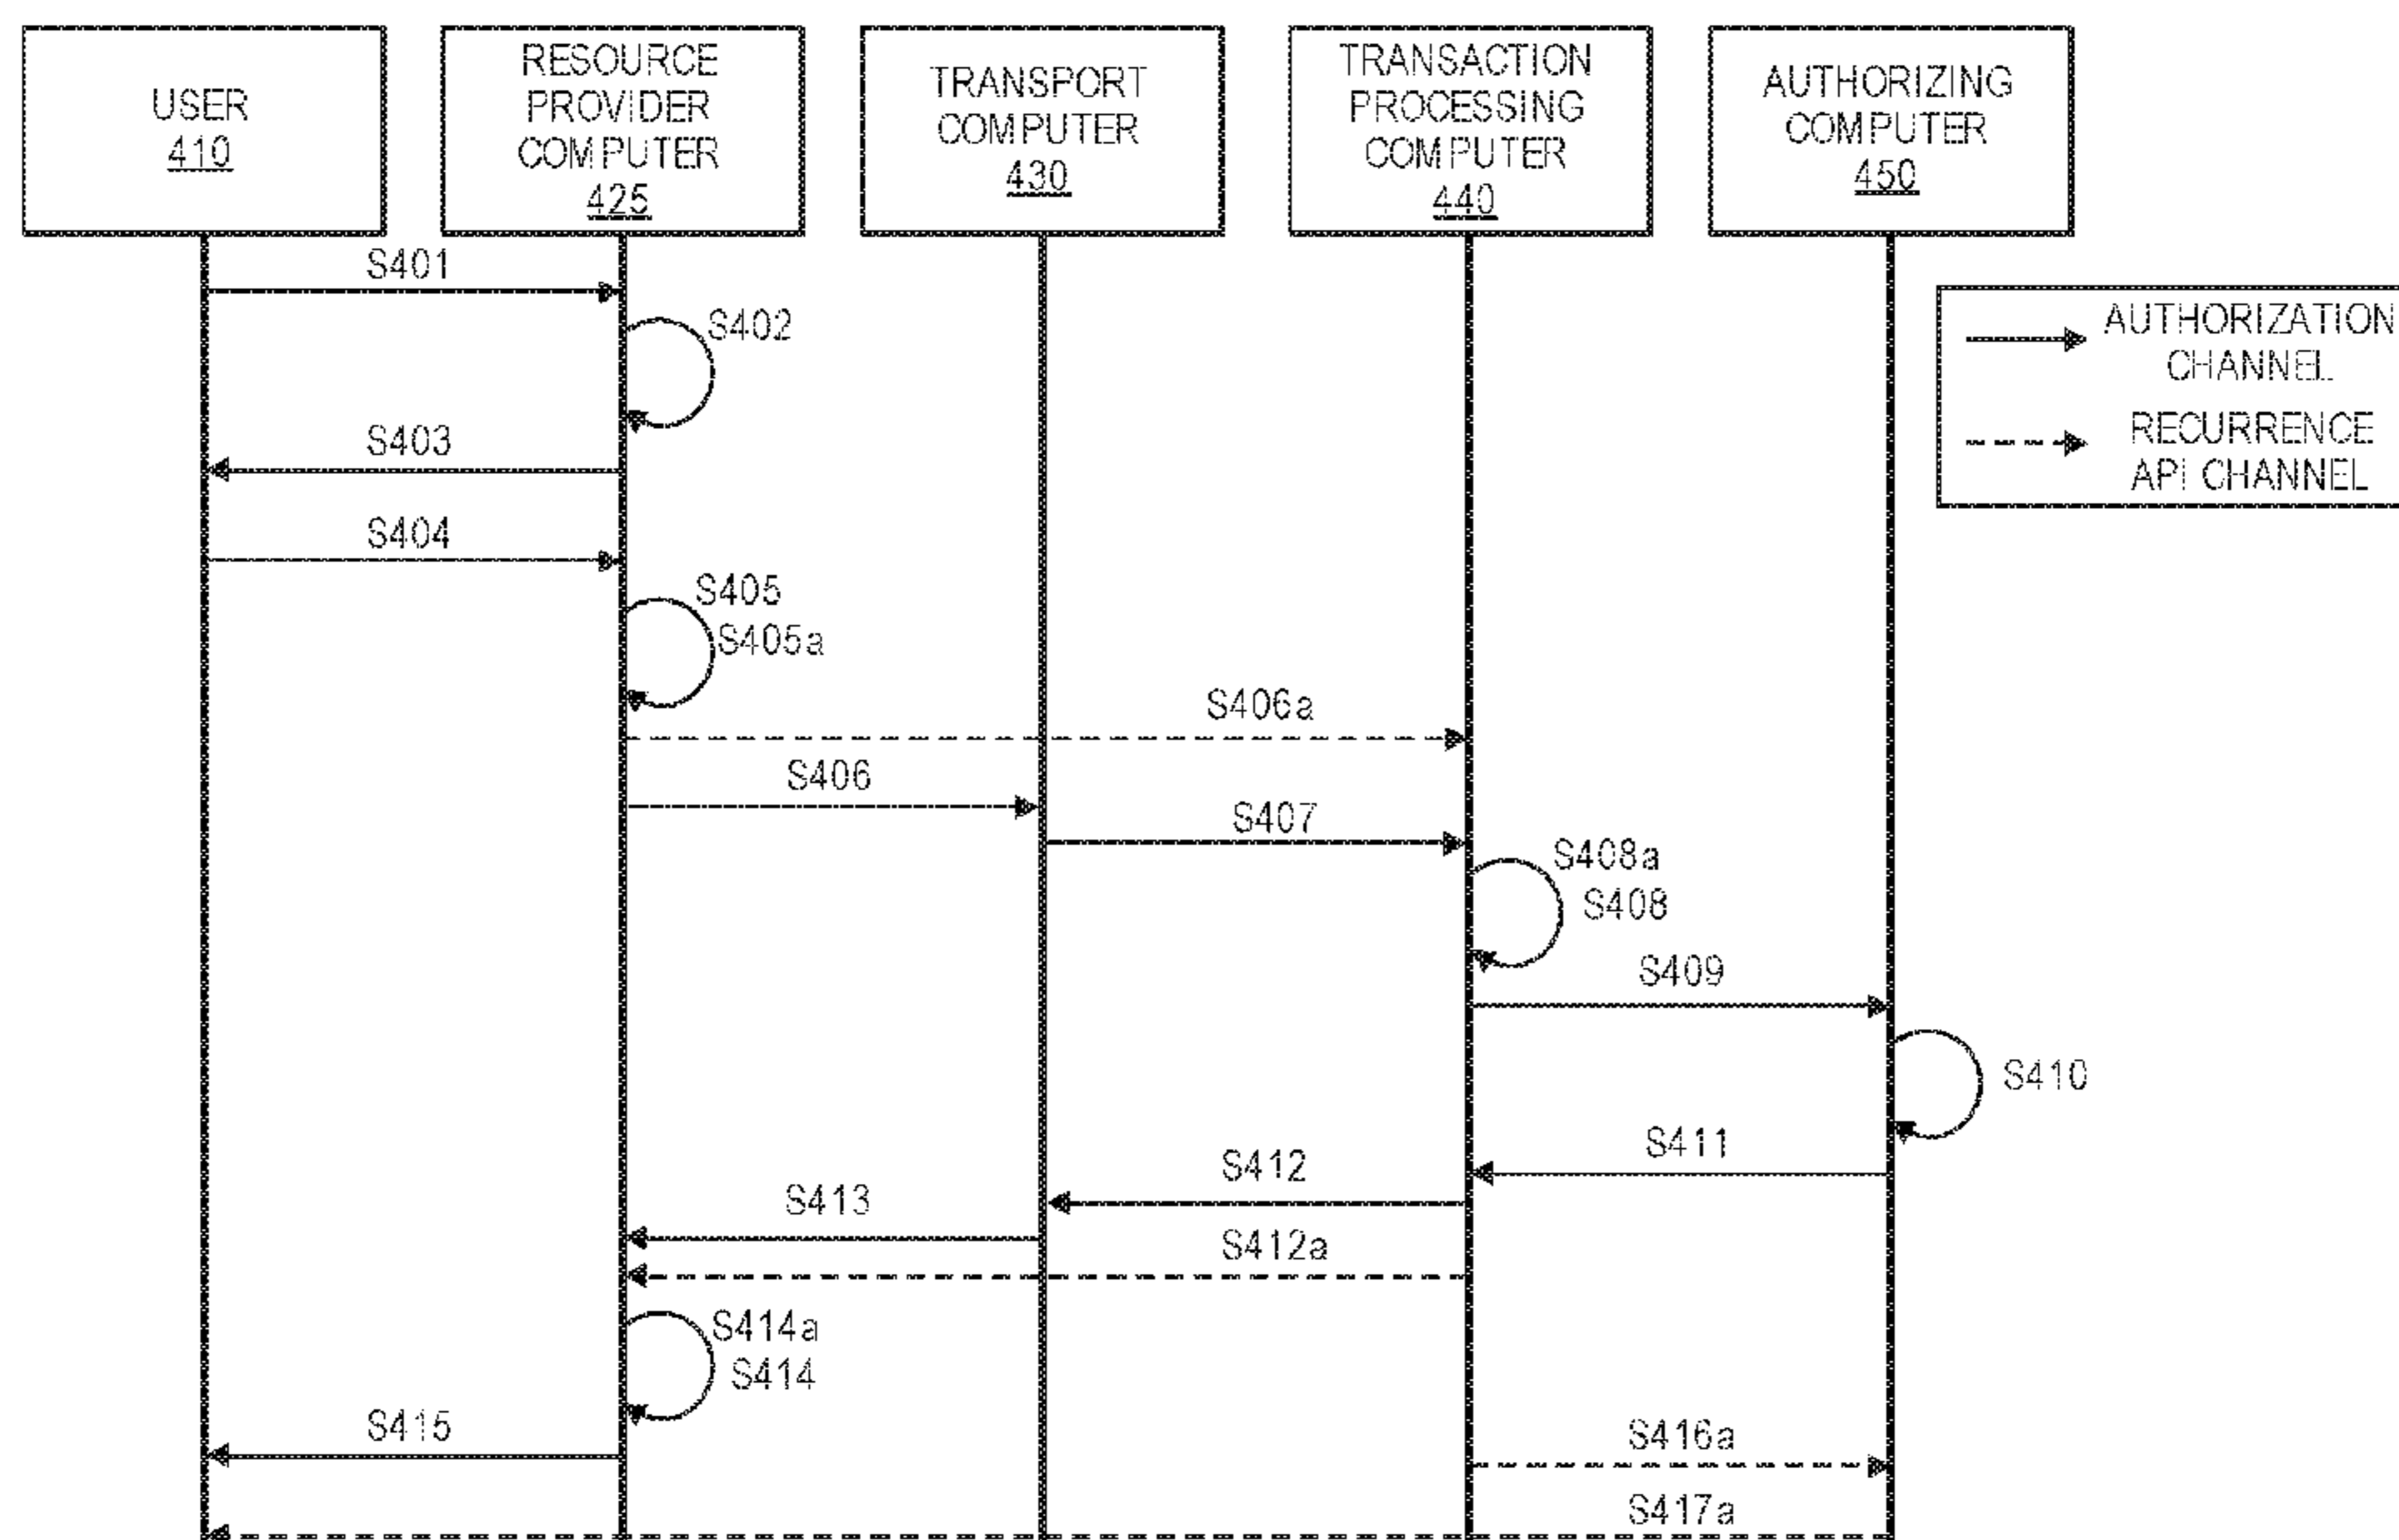 USER
410
RESOURCE
PROVIDER
COMPUTER
425
TRANSPORT
COMPUTER
430
TRANSACTION
PROCESSING
COMPUTER
440
AUTHORIZING
COMPUTER
450
AUTHORIZATION
CHANNEL
RECURRENCE
API CHANNEL
S401
S402
S403
S404
S405
S405a
S406a
S406
S407
S408a
S408
S409
S410
S411
S412
S413
S412a
S414a
S414
S415
S416a
S417a